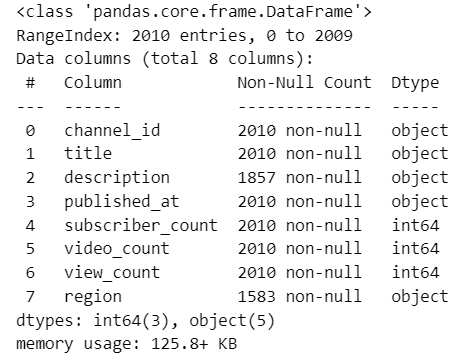 <class 'pandas.core.frame.DataFrame'>
RangeIndex: 2010 entries, 0 to 2009
Data columns (total 8 columns):
 #   Column            Non-Null Count  Dtype
---  ------            --------------  -----
 0   channel_id        2010 non-null   object
 1   title             2010 non-null   object
 2   description       1857 non-null   object
 3   published_at      2010 non-null   object
 4   subscriber_count  2010 non-null   int64
 5   video_count       2010 non-null   int64
 6   view_count        2010 non-null   int64
 7   region            1583 non-null   object
dtypes: int64(3), object(5)
memory usage: 125.8+ KB